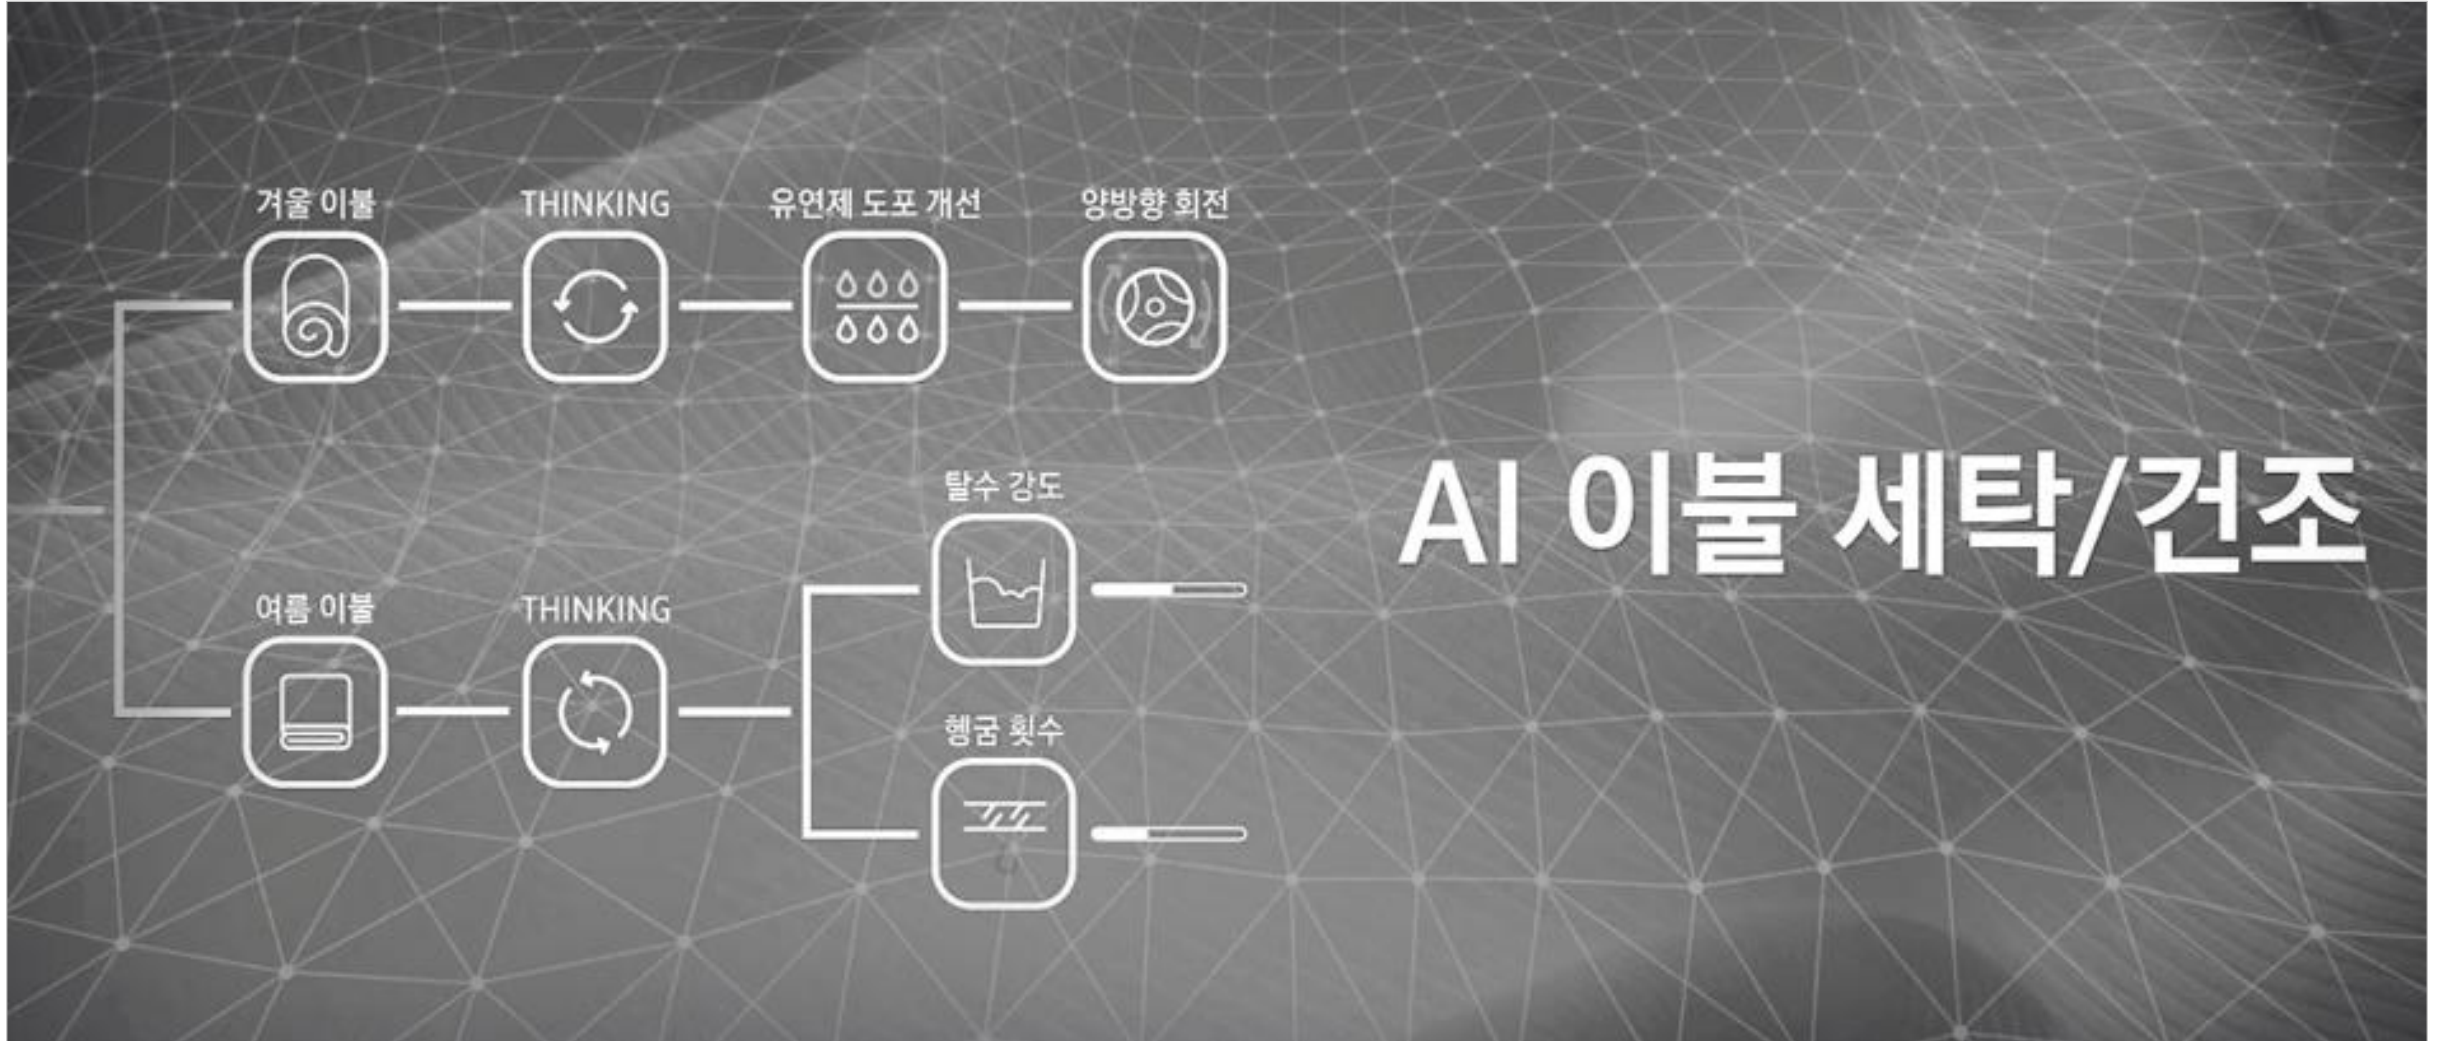 겨울 이불
THINKING
유연제 도포 개선
양방향 회전
탈수 강도
AI 이불 세탁/건조
여름 이불
THINKING
헹굼 횟수